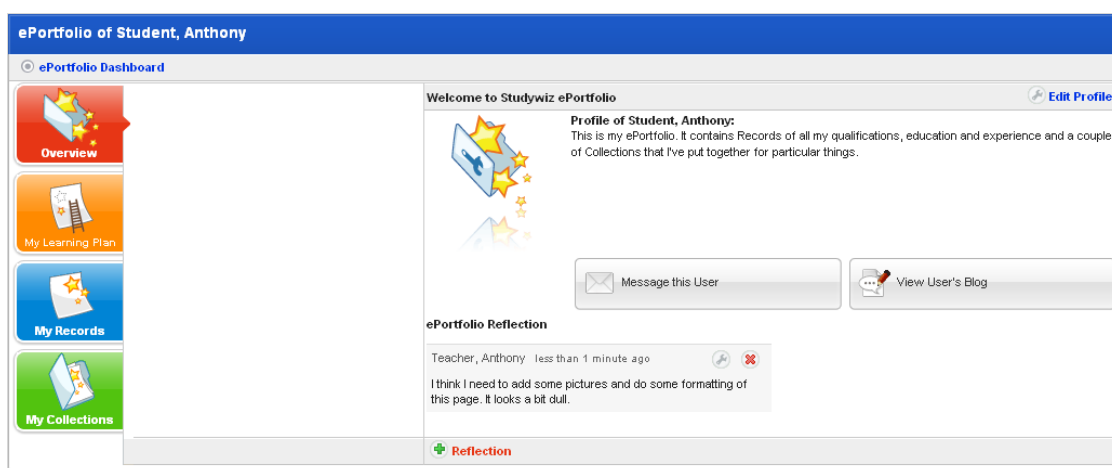 ePortfolio of Student, Anthony
ePortfolio Dashboard
Overview
My Learning Plan
My Records
My Collections
Welcome to Studywiz ePortfolio
Edit Profile
Profile of Student, Anthony:
This is my ePortfolio. It contains Records of all my qualifications, education and experience and a couple
of Collections that I've put together for particular things.
Message this User
View User's Blog
ePortfolio Reflection
Teacher, Anthony less than 1 minute ago
I think I need to add some pictures and do some formatting of
this page. It looks a bit dull.
Reflection